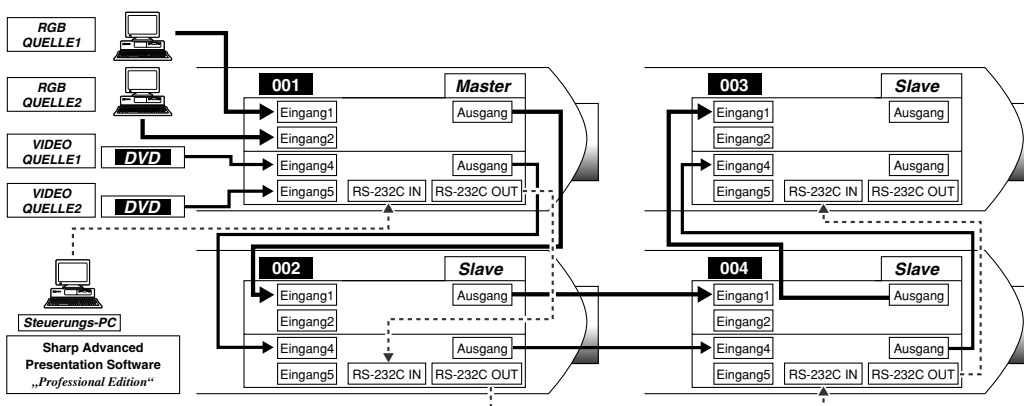 RGB
QUELLE1
RGB
QUELLE2
VIDEO
QUELLE1
DVD
VIDEO
QUELLE2
DVD
Steuerungs-PC
Sharp Advanced
Presentation Software
„Professional Edition“
001
Master
Eingang1
Ausgang
Eingang2
Eingang4
Ausgang
Eingang5
RS-232C IN
RS-232C OUT
002
Slave
Eingang1
Ausgang
Eingang2
Eingang4
Ausgang
Eingang5
RS-232C IN
RS-232C OUT
003
Slave
Eingang1
Ausgang
Eingang2
Eingang4
Ausgang
Eingang5
RS-232C IN
RS-232C OUT
004
Slave
Eingang1
Ausgang
Eingang2
Eingang4
Ausgang
Eingang5
RS-232C IN
RS-232C OUT